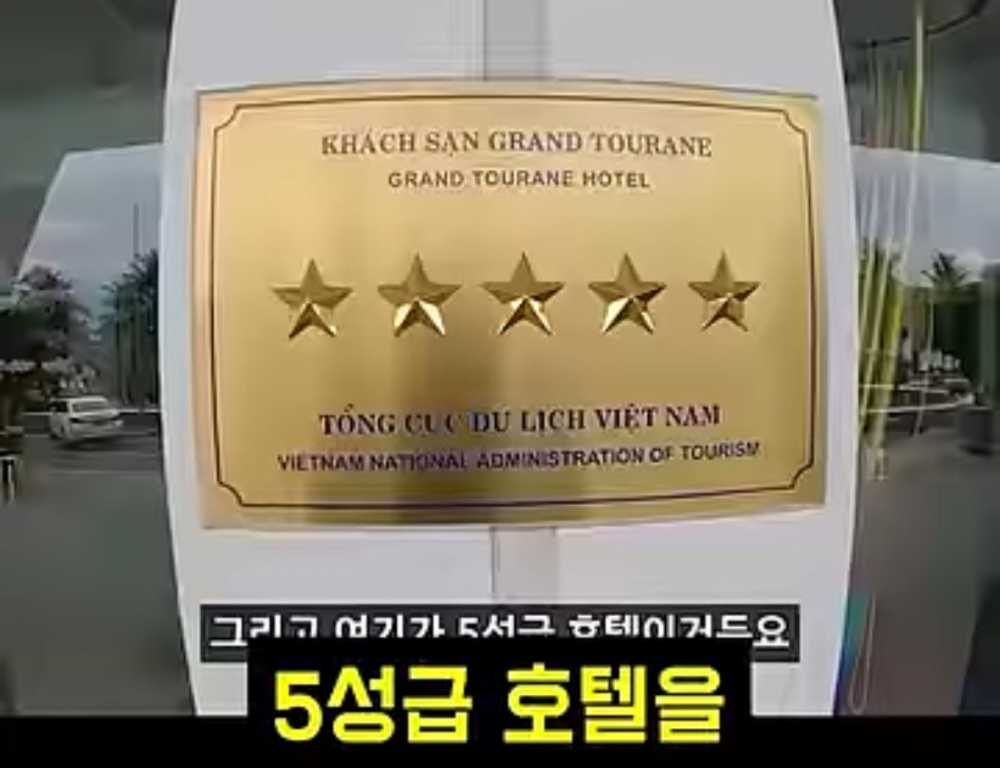 KHÁCH SẠN GRAND TOURANE
GRAND TOURANE HOTEL
TỔNG CỤC DU LỊCH VIỆT NAM
VIETNAM NATIONAL ADMINISTRATION OF TOURISM
그리고 여기가 5성급 호텔이거든요
5성급 호텔을